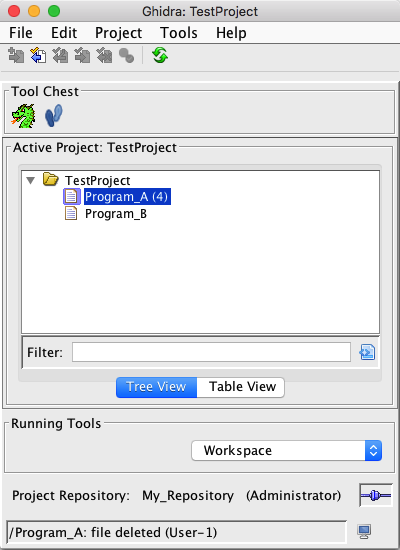 Ghidra: TestProject
File Edit Project Tools Help
Tool Chest
Active Project: TestProject
TestProject
Program_A (4)
Program_B
Filter:
Tree View Table View
Running Tools
Workspace
Project Repository: My_Repository (Administrator)
/Program_A: file deleted (User-1)